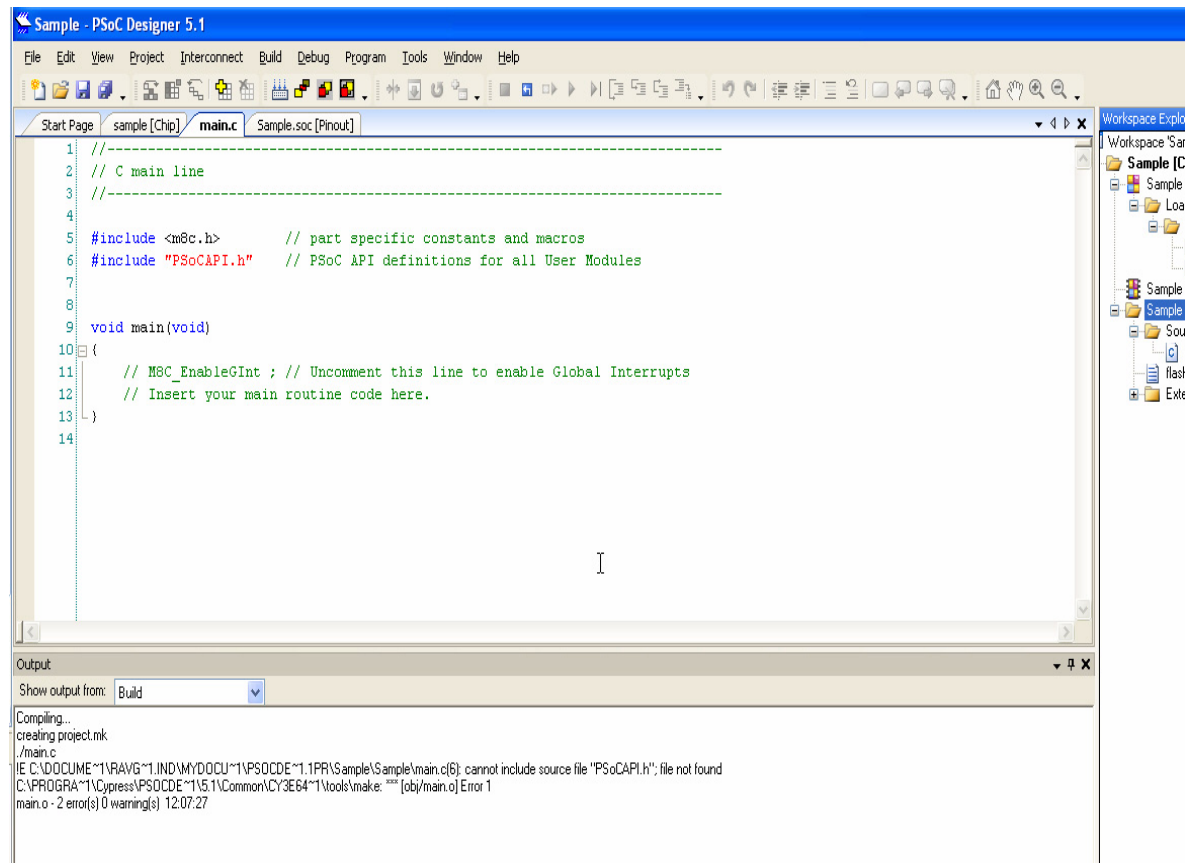 Sample - PSoC Designer 5.1
File Edit View Project Interconnect Build Debug Program Tools Window Help
Start Page sample [Chip] main.c Sample.soc [Pinout]
1 //----------------------------------------------------------------------------
2 // C main line
3 //----------------------------------------------------------------------------
4
5 #include <m8c.h> // part specific constants and macros
6 #include "PSoCAPI.h" // PSoC API definitions for all User Modules
7
8
9 void main(void)
10 {
11 // M8C_EnableGInt ; // Uncomment this line to enable Global Interrupts
12 // Insert your main routine code here.
13 }
14
Output
Show output from: Build
Compiling...
creating project.mk
./main.c
!E C:\DOCUME~1\RAVG~1.IND\MYDOCU~1\PSOCDE~1.1PR\Sample\Sample\main.c(6): cannot include source file "PSoCAPI.h"; file not found
C:\PROGRA~1\Cypress\PSOCDE~1\5.1\Common\CY3E64~1\tools\make: *** [obj/main.o] Error 1
main.o - 2 error(s) 0 warning(s) 12:07:27
Workspace Explo
Workspace 'Sar
Sample [C
Sample
Loa
Sample
Sample
Sou
c
flash
Exte